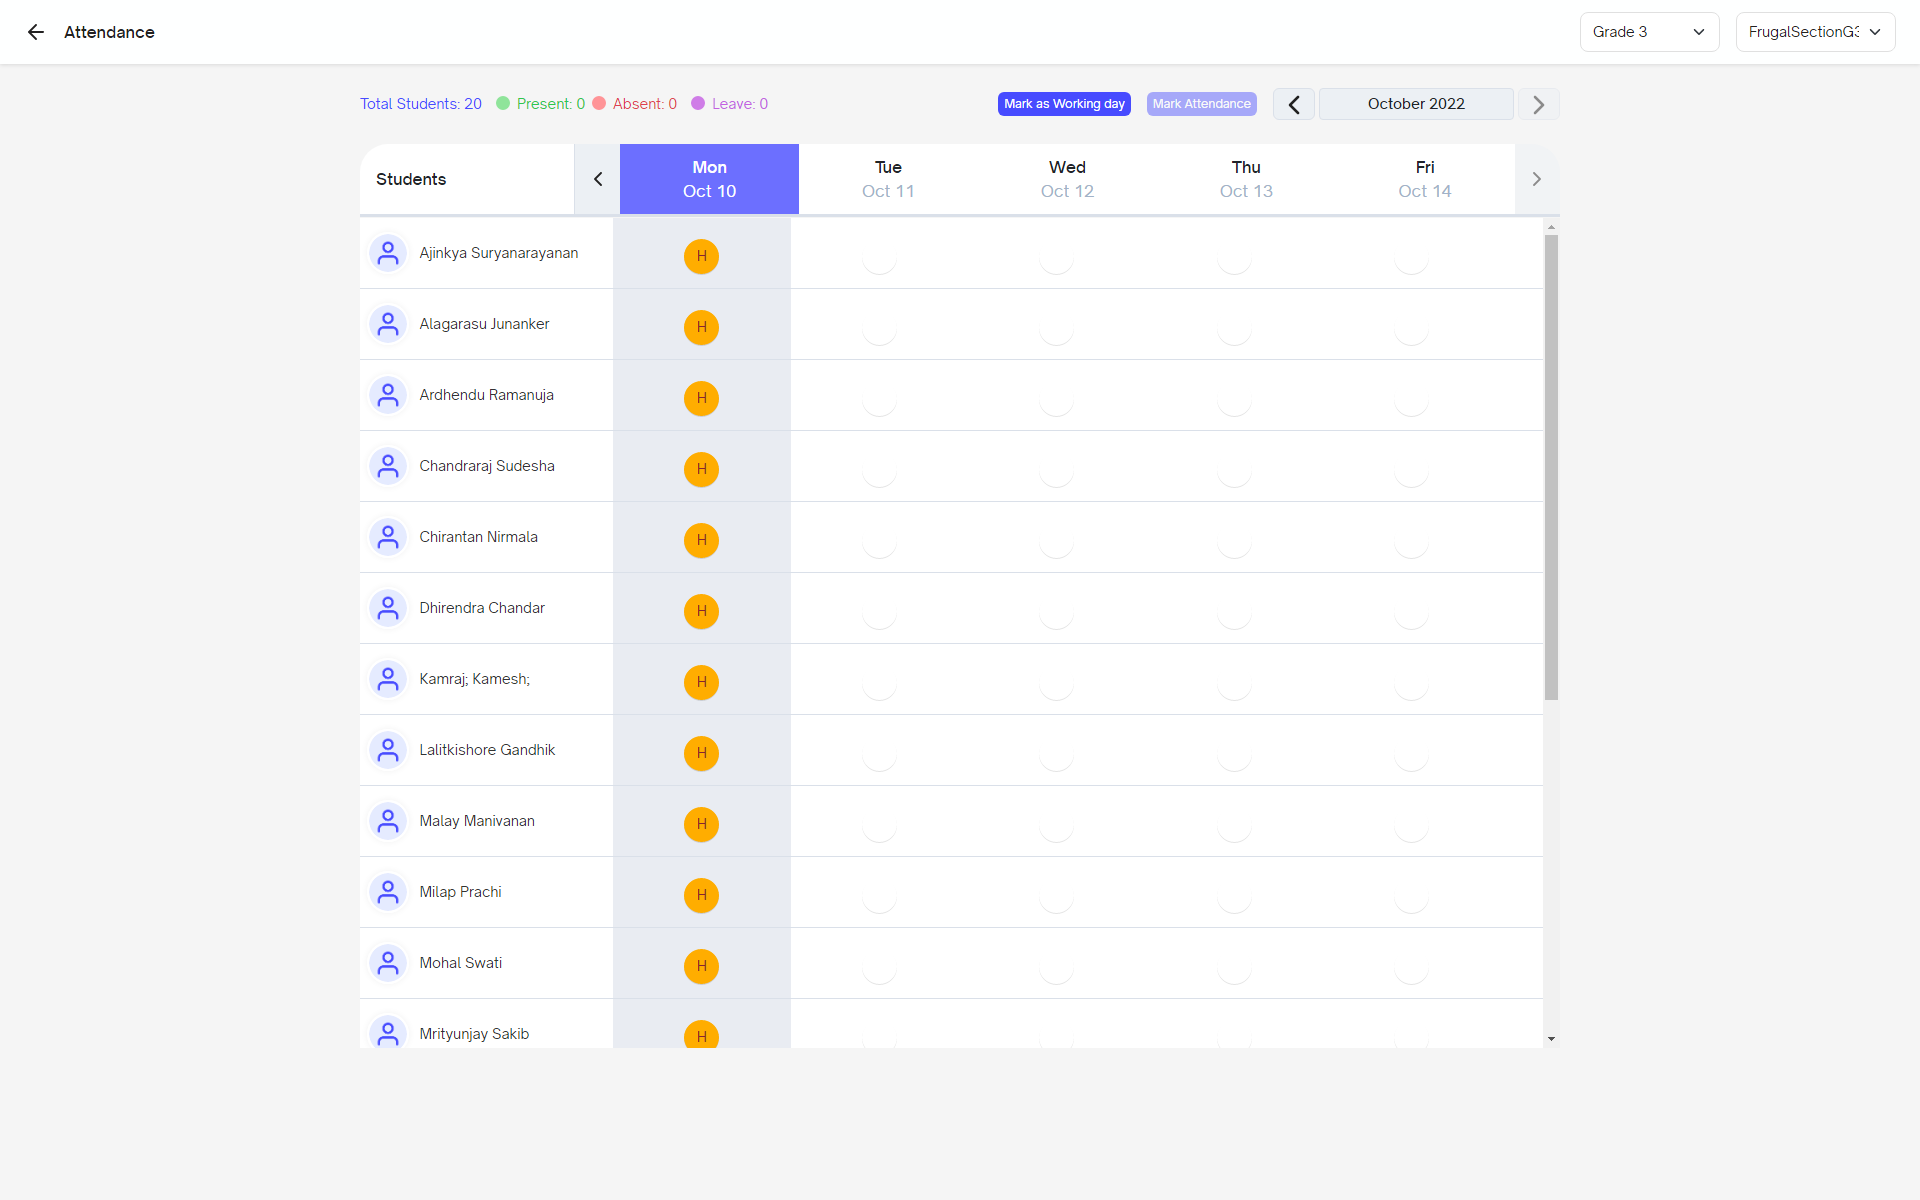 Attendance
Grade 3
FrugalSectionG3
Total Students: 20 Present: 0 Absent: 0 Leave: 0
Mark as Working day
Mark Attendance
October 2022
Students
Mon
Oct 10
Tue
Oct 11
Wed
Oct 12
Thu
Oct 13
Fri
Oct 14
Ajinkya Suryanarayanan H
Alagarasu Junanker H
Ardhendu Ramanuja H
Chandraraj Sudesha H
Chirantan Nirmala H
Dhirendra Chandar H
Kamraj; Kamesh; H
Lalitkishore Gandhik H
Malay Manivanan H
Milap Prachi H
Mohal Swati H
Mrityunjay Sakib H